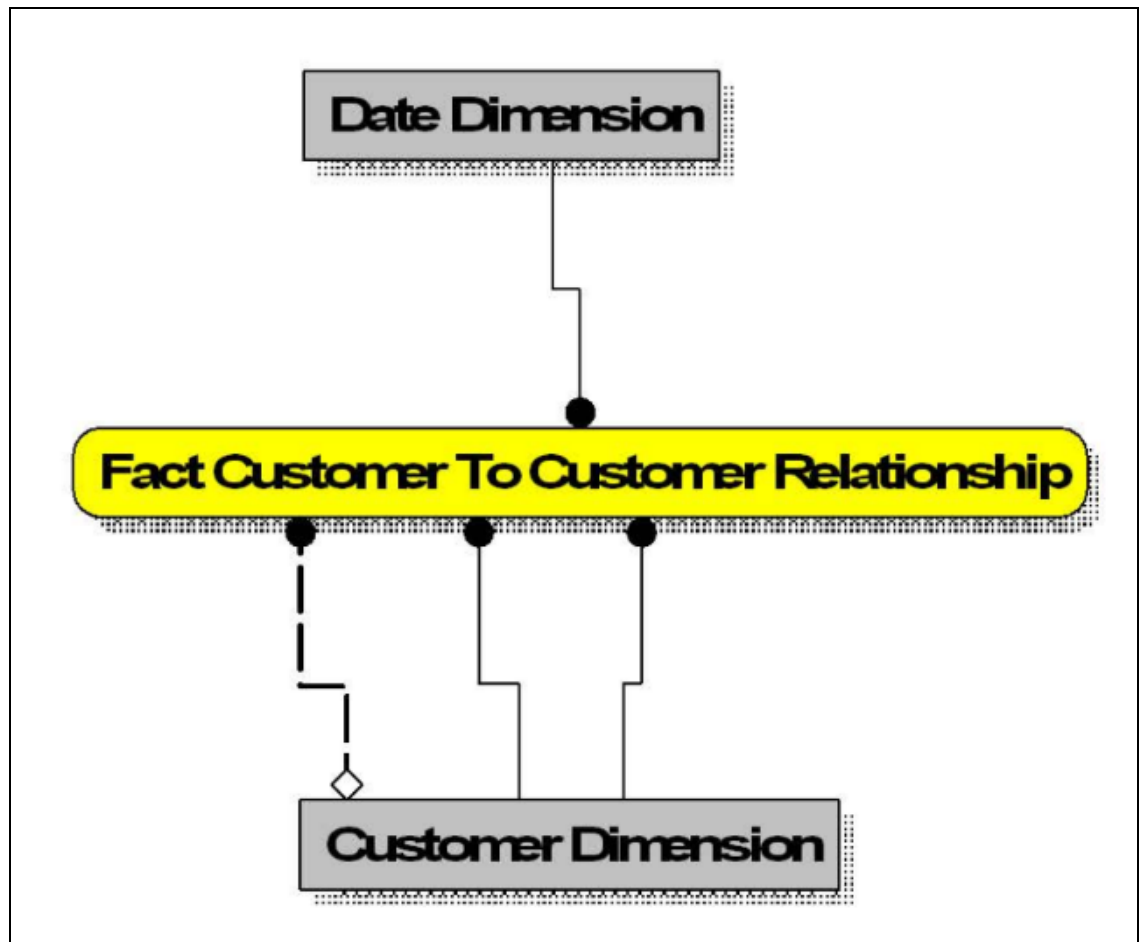 Date Dimension
Fact Customer To Customer Relationship
Customer Dimension